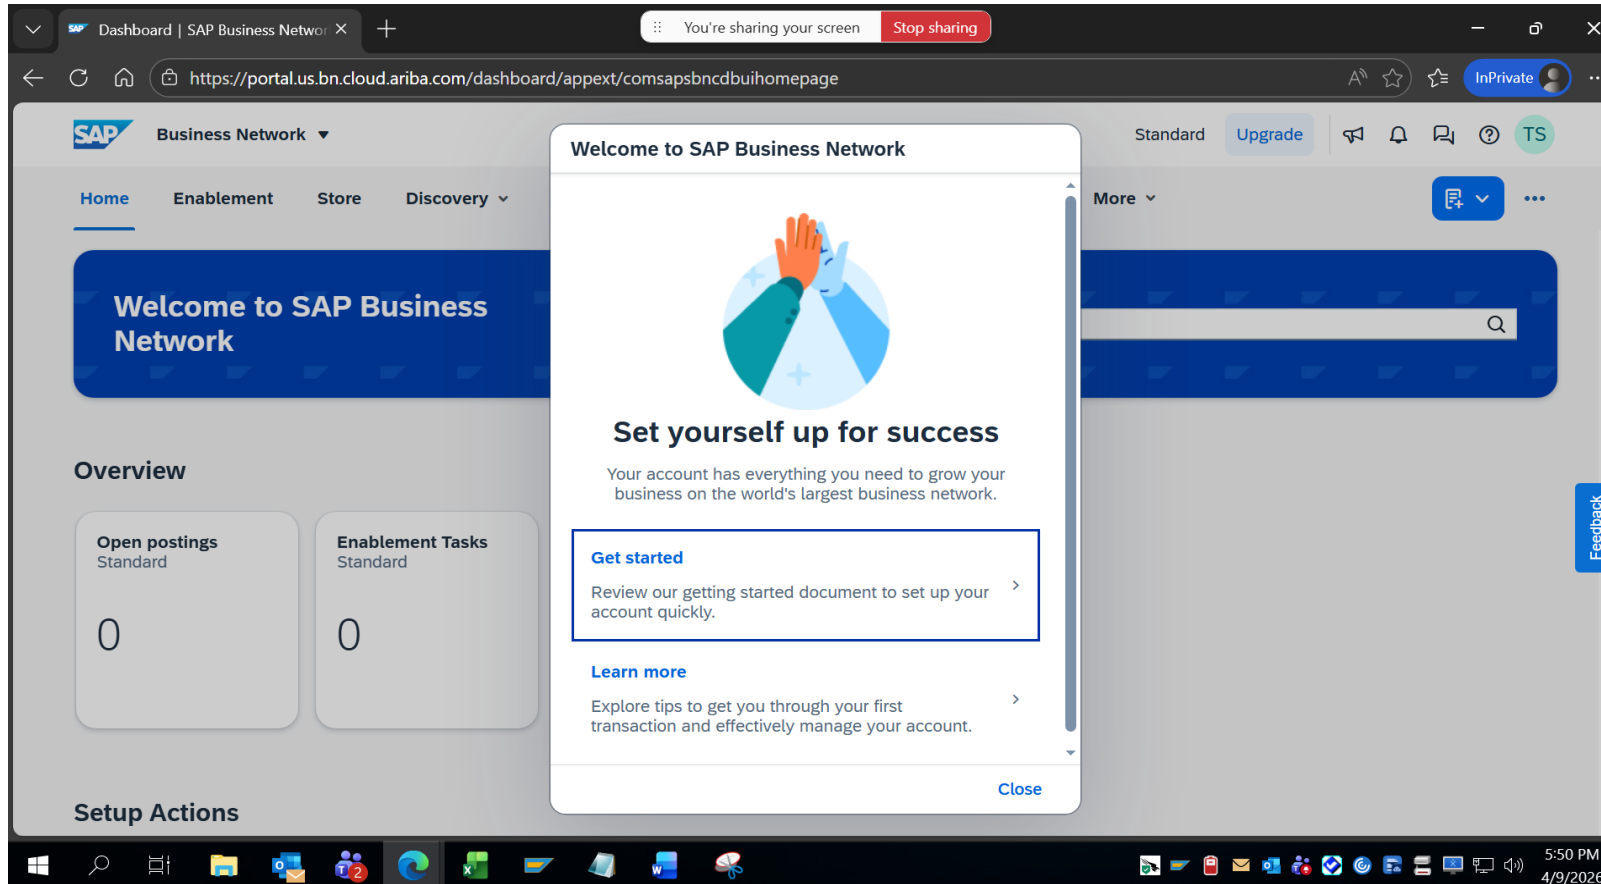 Dashboard | SAP Business Networ
You're sharing your screen
Stop sharing
https://portal.us.bn.cloud.ariba.com/dashboard/appext/comsapsbncdbuihomepage
InPrivate
SAP
Business Network
Standard
Upgrade
TS
Home
Enablement
Store
Discovery
More
Welcome to SAP Business
Network
Overview
Open postings
Standard
0
Enablement Tasks
Standard
0
Setup Actions
Welcome to SAP Business Network
Set yourself up for success
Your account has everything you need to grow your
business on the world's largest business network.
Get started
Review our getting started document to set up your
account quickly.
Learn more
Explore tips to get you through your first
transaction and effectively manage your account.
Close
Feedback
2
5:50 PM
4/9/2026